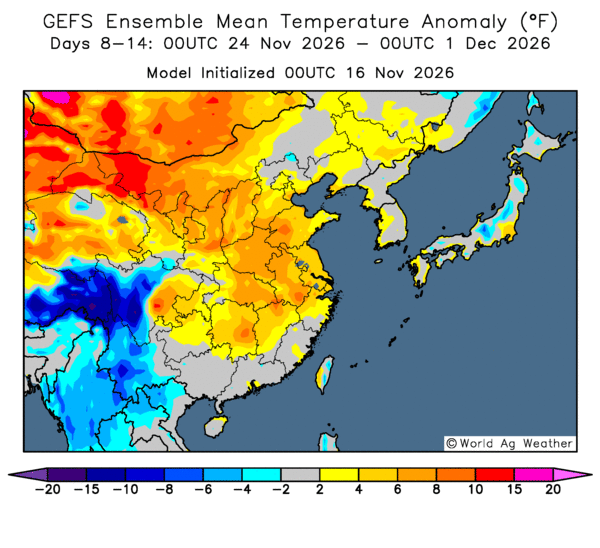 GEFS Ensemble Mean Temperature Anomaly (°F)
Days 8-14: 00UTC 24 Nov 2026 - 00UTC 1 Dec 2026
Model Initialized 00UTC 16 Nov 2026
© World Ag Weather
-20 -15 -10 -8 -6 -4 -2 2 4 6 8 10 15 20